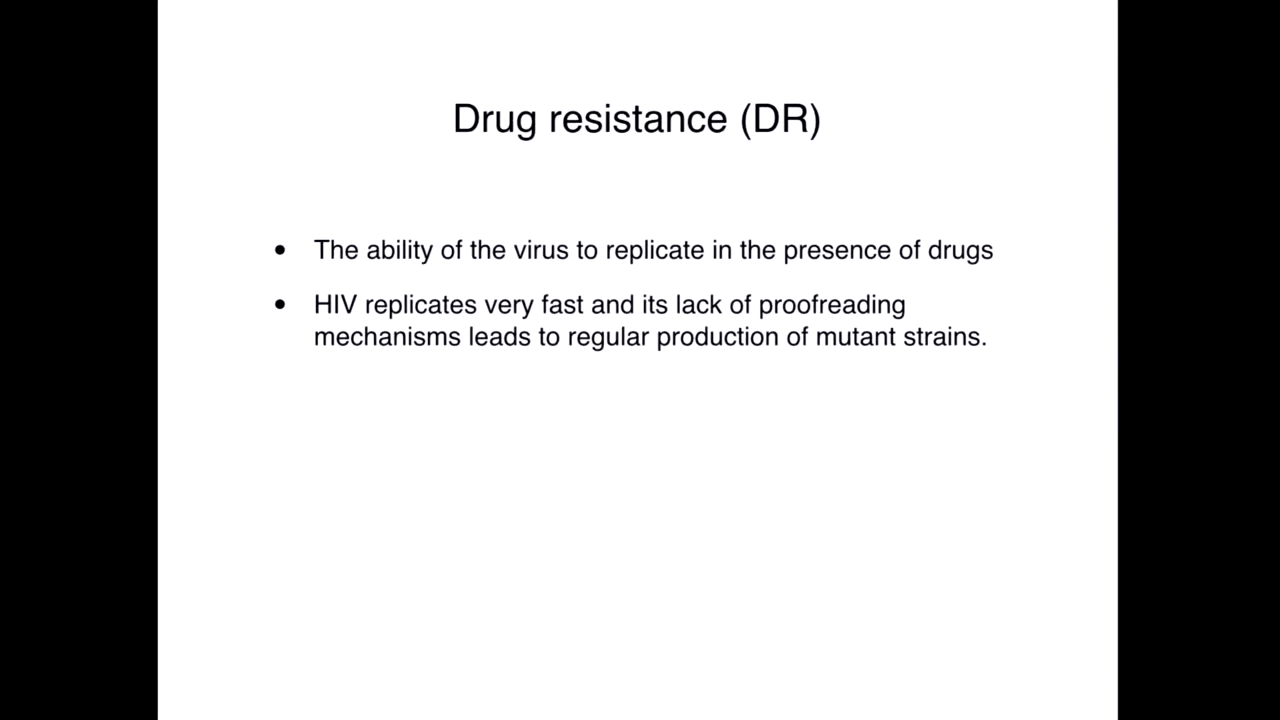 Drug resistance (DR)
• The ability of the virus to replicate in the presence of drugs
• HIV replicates very fast and its lack of proofreading
mechanisms leads to regular production of mutant strains.